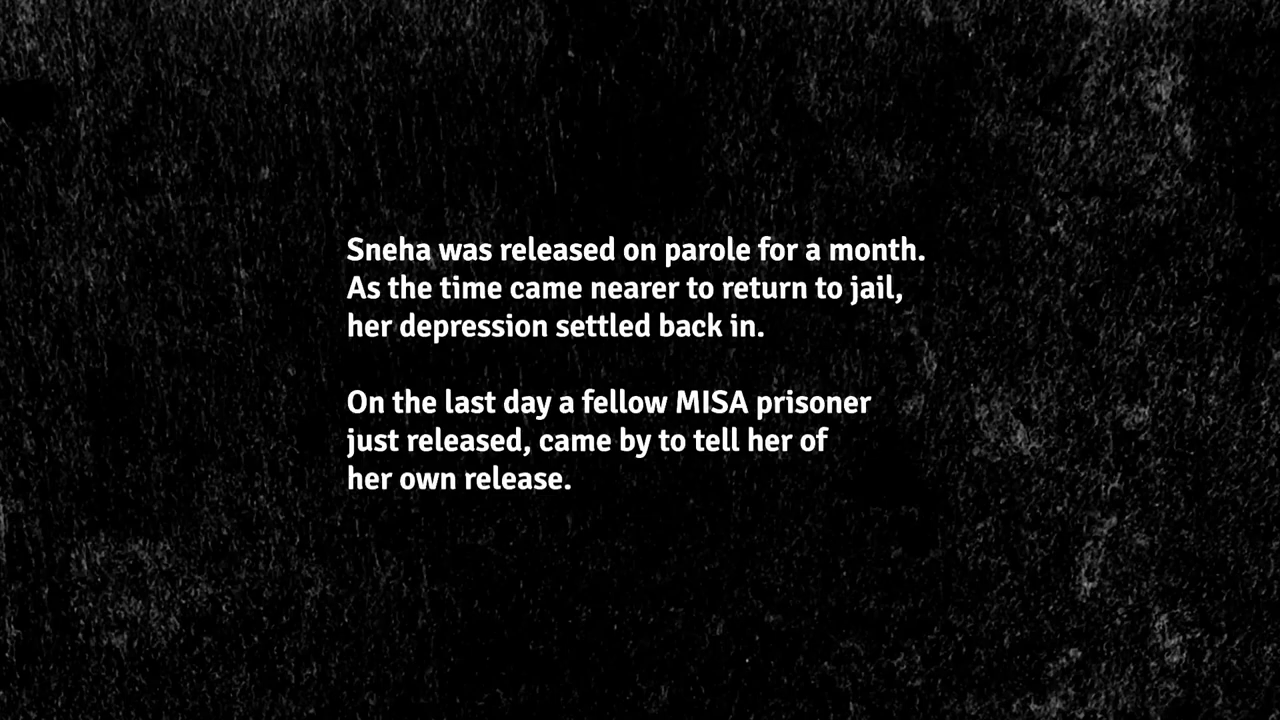 Sneha was released on parole for a month.
As the time came nearer to return to jail,
her depression settled back in.
On the last day a fellow MISA prisoner
just released, came by to tell her of
her own release.